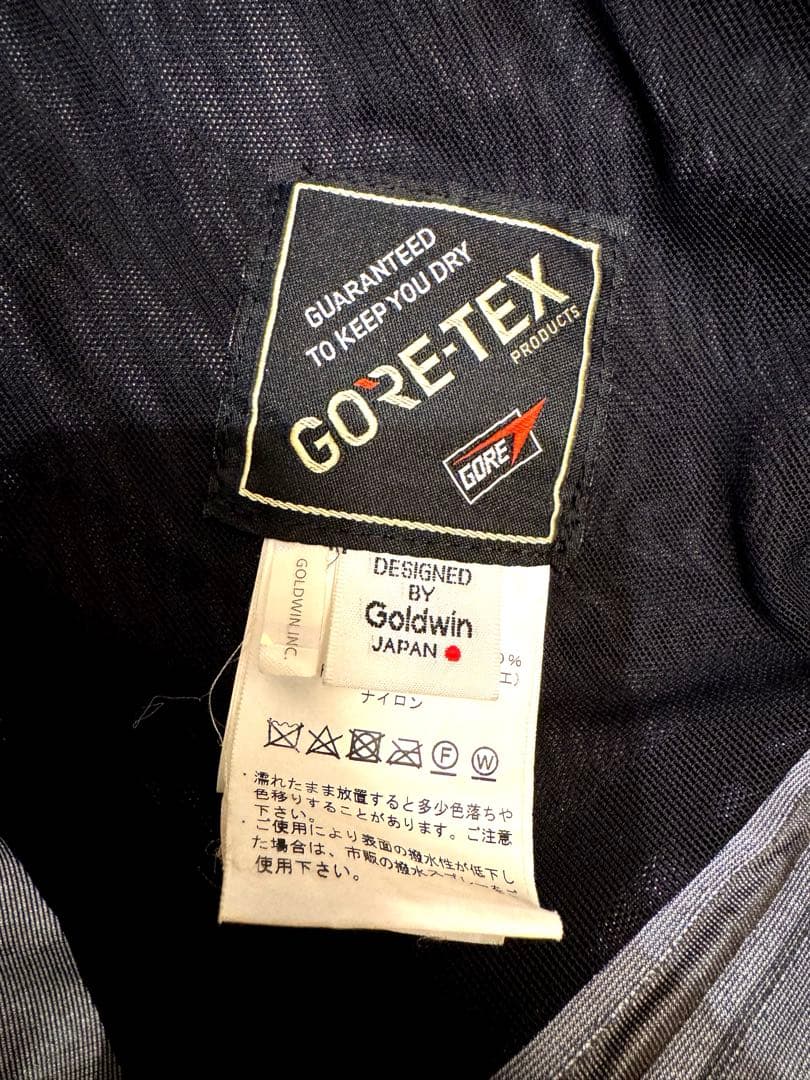 GUARANTEED
TO KEEP YOU DRY
GORE-TEX
PRODUCTS
GORE
GOLDWIN INC.
DESIGNED
BY
Goldwin
JAPAN
%
エ)
ナイロン
F W
・濡れたまま放置すると多少色落ちや
色移りすることがあります。ご注意
下さい。
・ご使用により表面の撥水性が低下し
た場合は、市販の撥水スプレーをご
使用下さい。